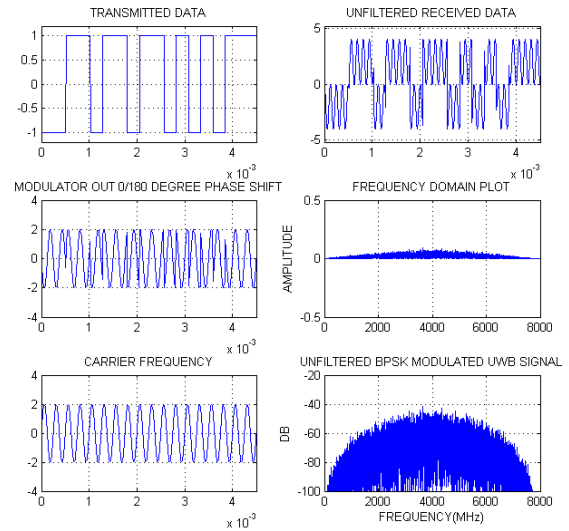 TRANSMITTED DATA
1
0.5
0
-0.5
-1
0 1 2 3 4
x 10^-3
UNFILTERED RECEIVED DATA
5
0
-5
0 1 2 3 4
x 10^-3
MODULATOR OUT 0/180 DEGREE PHASE SHIFT
4
2
0
-2
-4
0 1 2 3 4
x 10^-3
FREQUENCY DOMAIN PLOT
AMPLITUDE
0.5
0
-0.5
0 2000 4000 6000 8000
CARRIER FREQUENCY
4
2
0
-2
-4
0 1 2 3 4
x 10^-3
UNFILTERED BPSK MODULATED UWB SIGNAL
DB
-20
-40
-60
-80
-100
0 2000 4000 6000 8000
FREQUENCY(MHz)